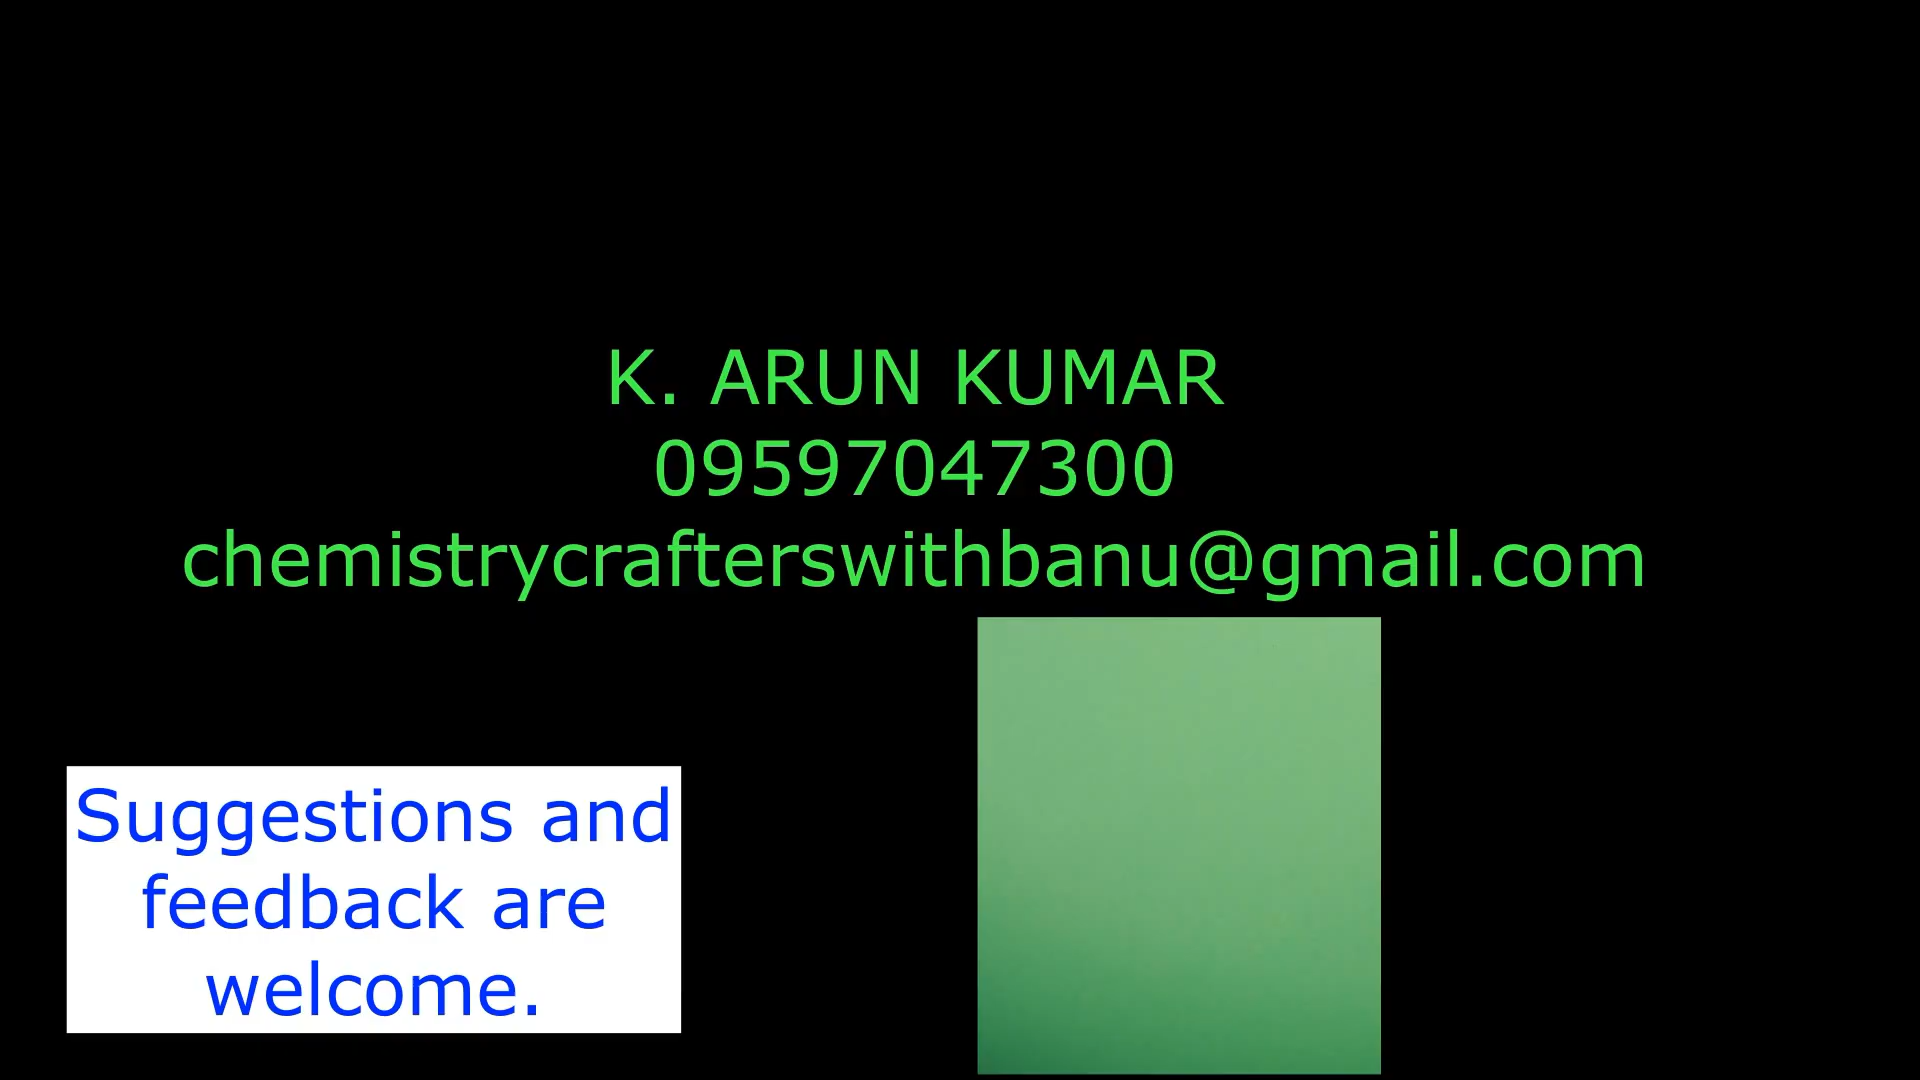 K. ARUN KUMAR
09597047300
chemistrycrafterswithbanu@gmail.com
Suggestions and
feedback are
welcome.